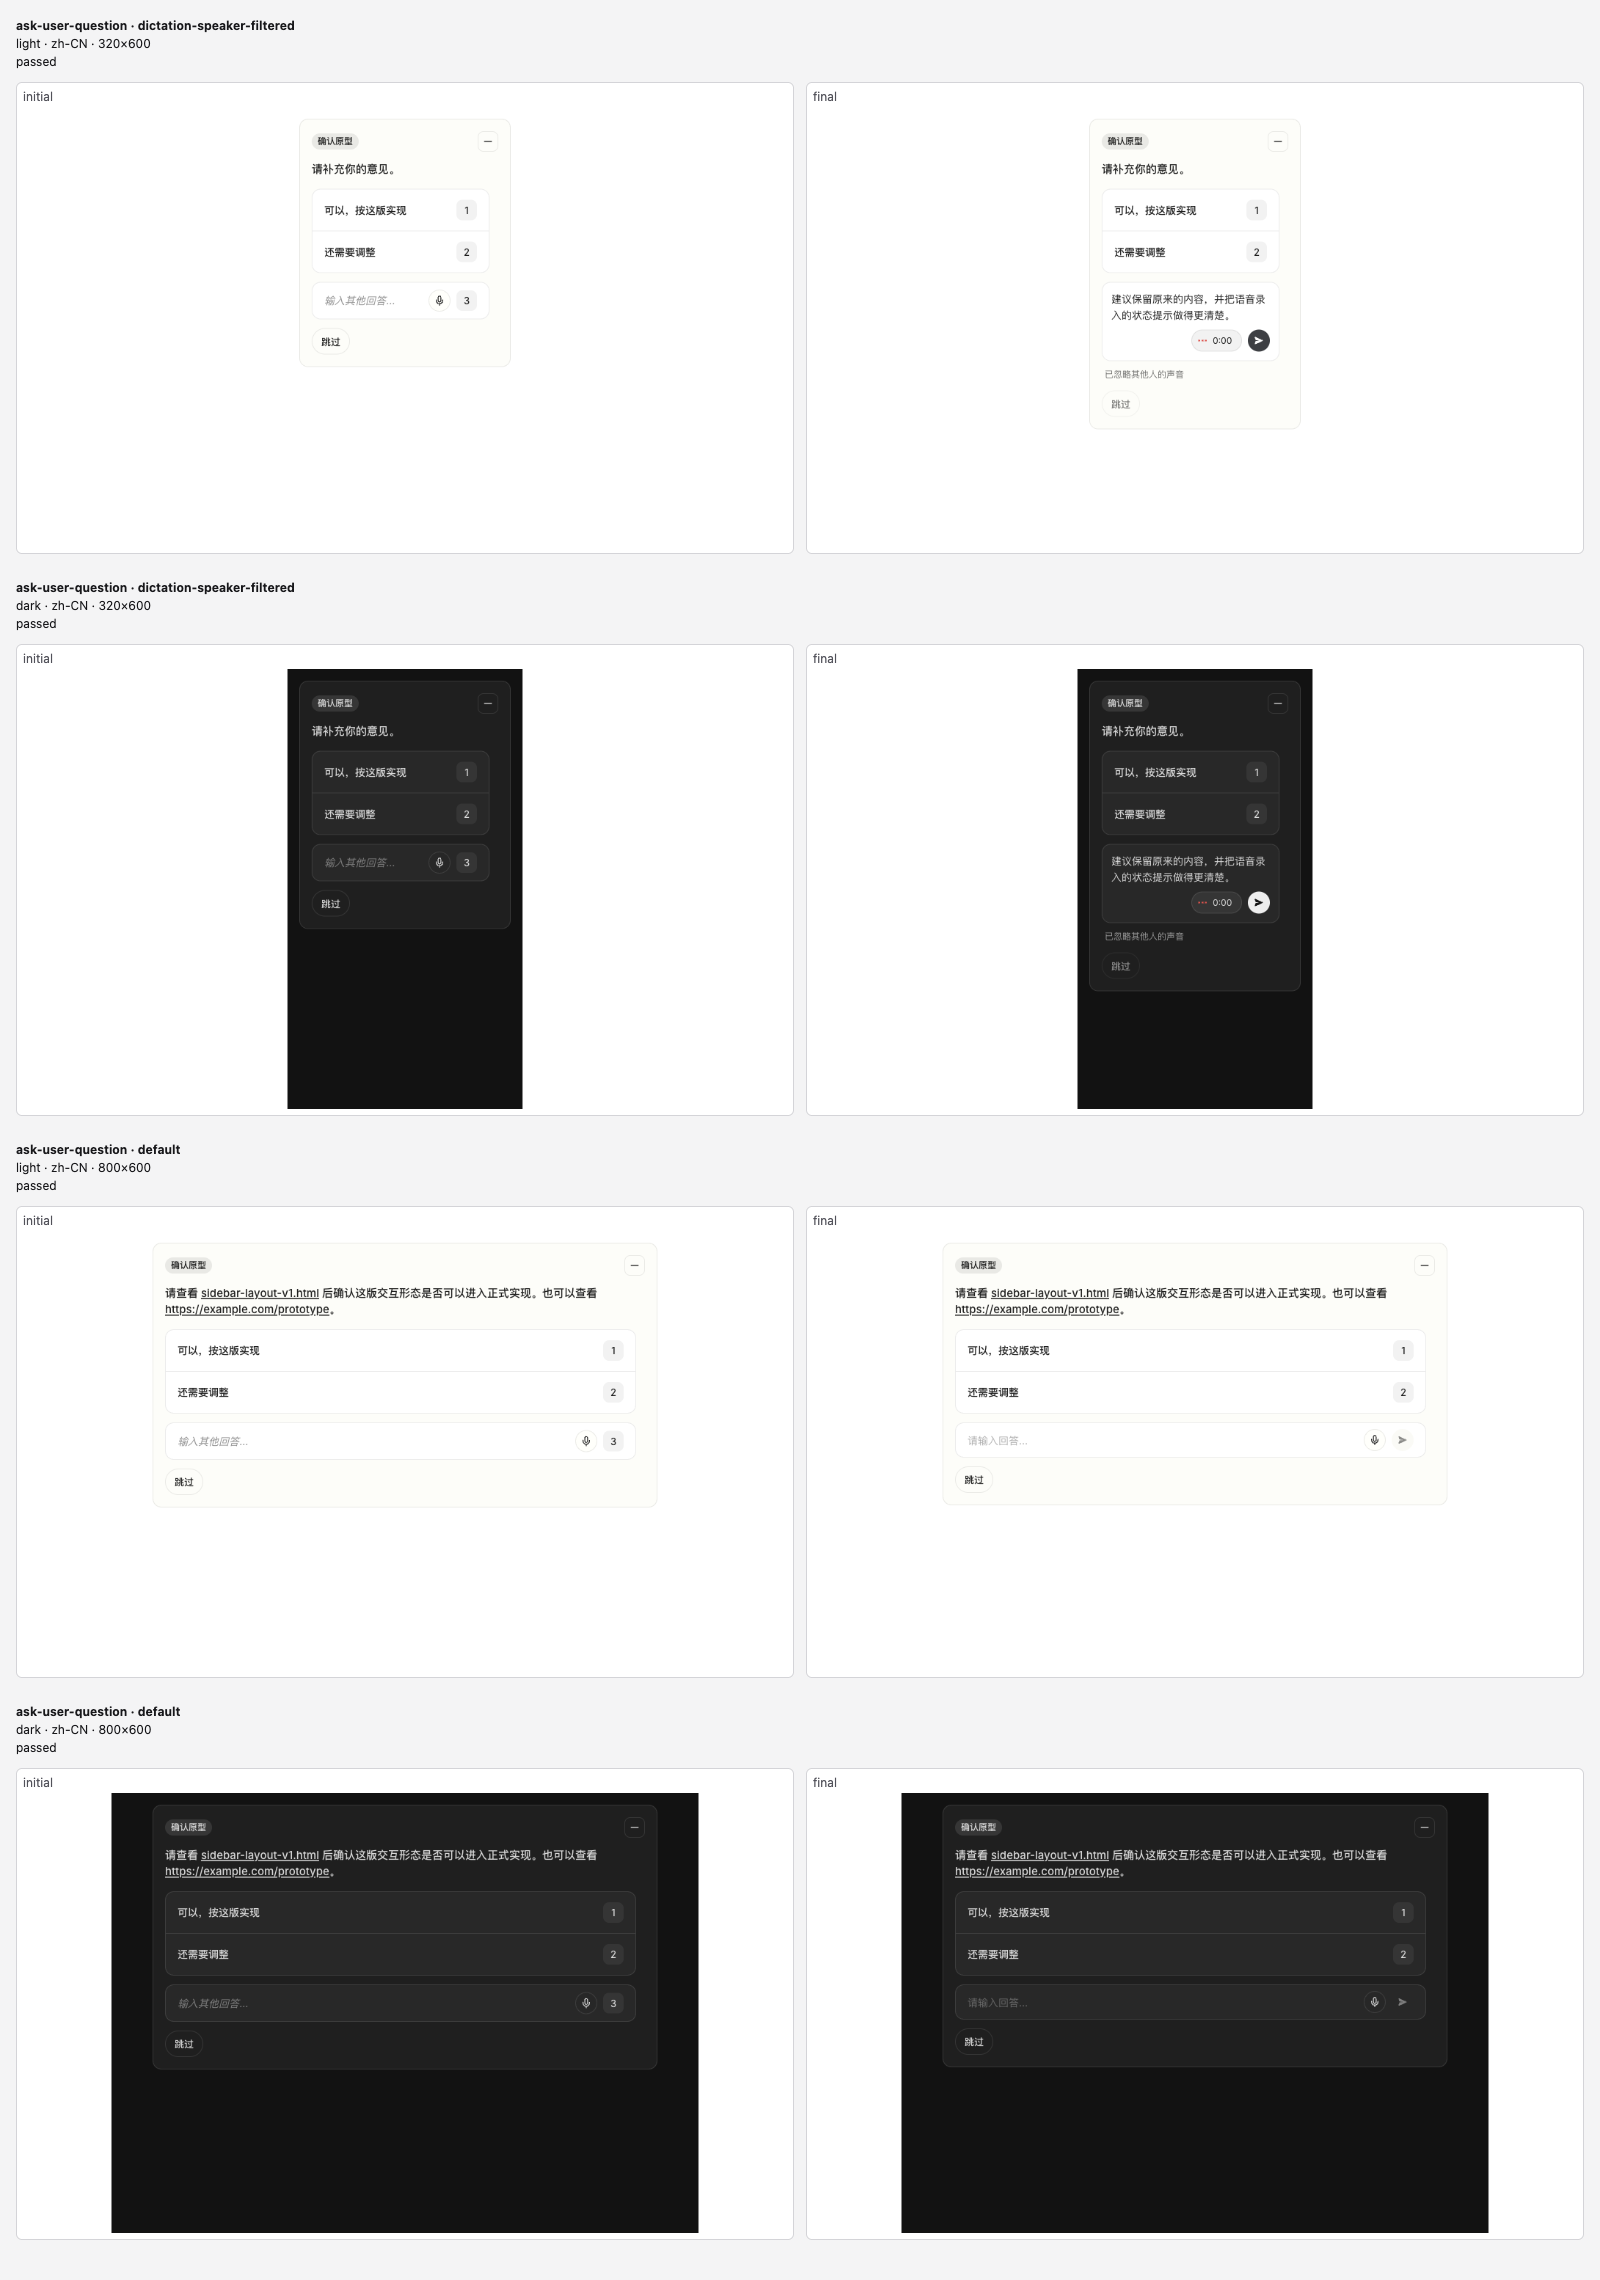 ask-user-question · dictation-speaker-filtered
light · zh-CN · 320×600
passed
initial
确认原型
请补充你的意见。
可以，按这版实现
1
还需要调整
2
输入其他回答...
3
跳过
final
确认原型
请补充你的意见。
可以，按这版实现
1
还需要调整
2
建议保留原来的内容，并把语音录
入的状态提示做得更清楚。
0:00
已忽略其他人的声音
跳过
ask-user-question · dictation-speaker-filtered
dark · zh-CN · 320×600
passed
initial
确认原型
请补充你的意见。
可以，按这版实现
1
还需要调整
2
输入其他回答...
3
跳过
final
确认原型
请补充你的意见。
可以，按这版实现
1
还需要调整
2
建议保留原来的内容，并把语音录
入的状态提示做得更清楚。
0:00
已忽略其他人的声音
跳过
ask-user-question · default
light · zh-CN · 800×600
passed
initial
确认原型
请查看 sidebar-layout-v1.html 后确认这版交互形态是否可以进入正式实现。也可以查看
https://example.com/prototype。
可以，按这版实现
1
还需要调整
2
输入其他回答...
3
跳过
final
确认原型
请查看 sidebar-layout-v1.html 后确认这版交互形态是否可以进入正式实现。也可以查看
https://example.com/prototype。
可以，按这版实现
1
还需要调整
2
请输入回答...
跳过
ask-user-question · default
dark · zh-CN · 800×600
passed
initial
确认原型
请查看 sidebar-layout-v1.html 后确认这版交互形态是否可以进入正式实现。也可以查看
https://example.com/prototype。
可以，按这版实现
1
还需要调整
2
输入其他回答...
3
跳过
final
确认原型
请查看 sidebar-layout-v1.html 后确认这版交互形态是否可以进入正式实现。也可以查看
https://example.com/prototype。
可以，按这版实现
1
还需要调整
2
请输入回答...
跳过